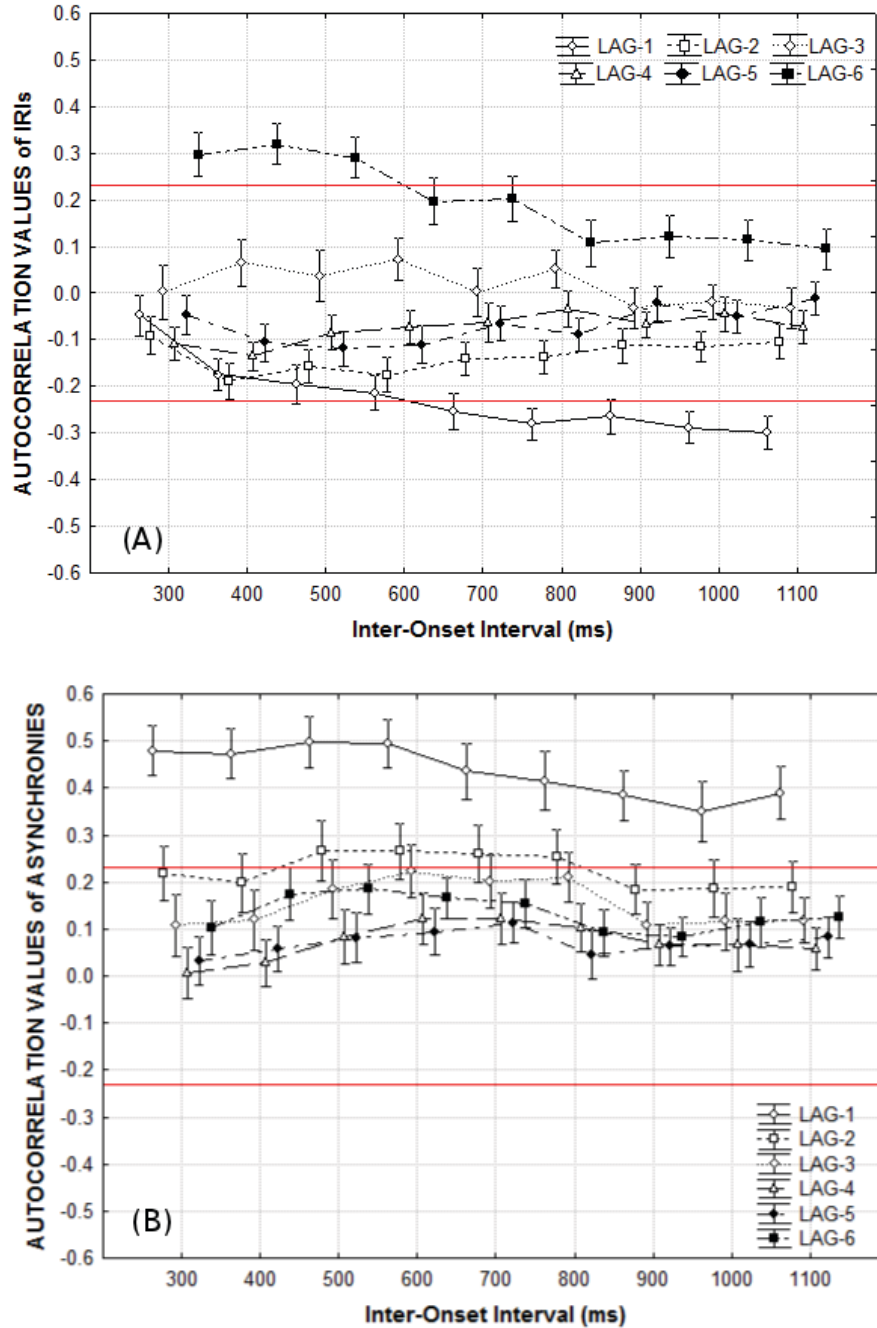 0.6
0.5
0.4
0.3
0.2
0.1
0.0
-0.1
-0.2
-0.3
-0.4
-0.5
-0.6
AUTOCORRELATION VALUES of IRIs
LAG-1 LAG-2 LAG-3
LAG-4 LAG-5 LAG-6
(A)
300 400 500 600 700 800 900 1000 1100
Inter-Onset Interval (ms)
0.6
0.5
0.4
0.3
0.2
0.1
0.0
-0.1
-0.2
-0.3
-0.4
-0.5
-0.6
AUTOCORRELATION VALUES of ASYNCHRONIES
LAG-1
LAG-2
LAG-3
LAG-4
LAG-5
LAG-6
(B)
300 400 500 600 700 800 900 1000 1100
Inter-Onset Interval (ms)